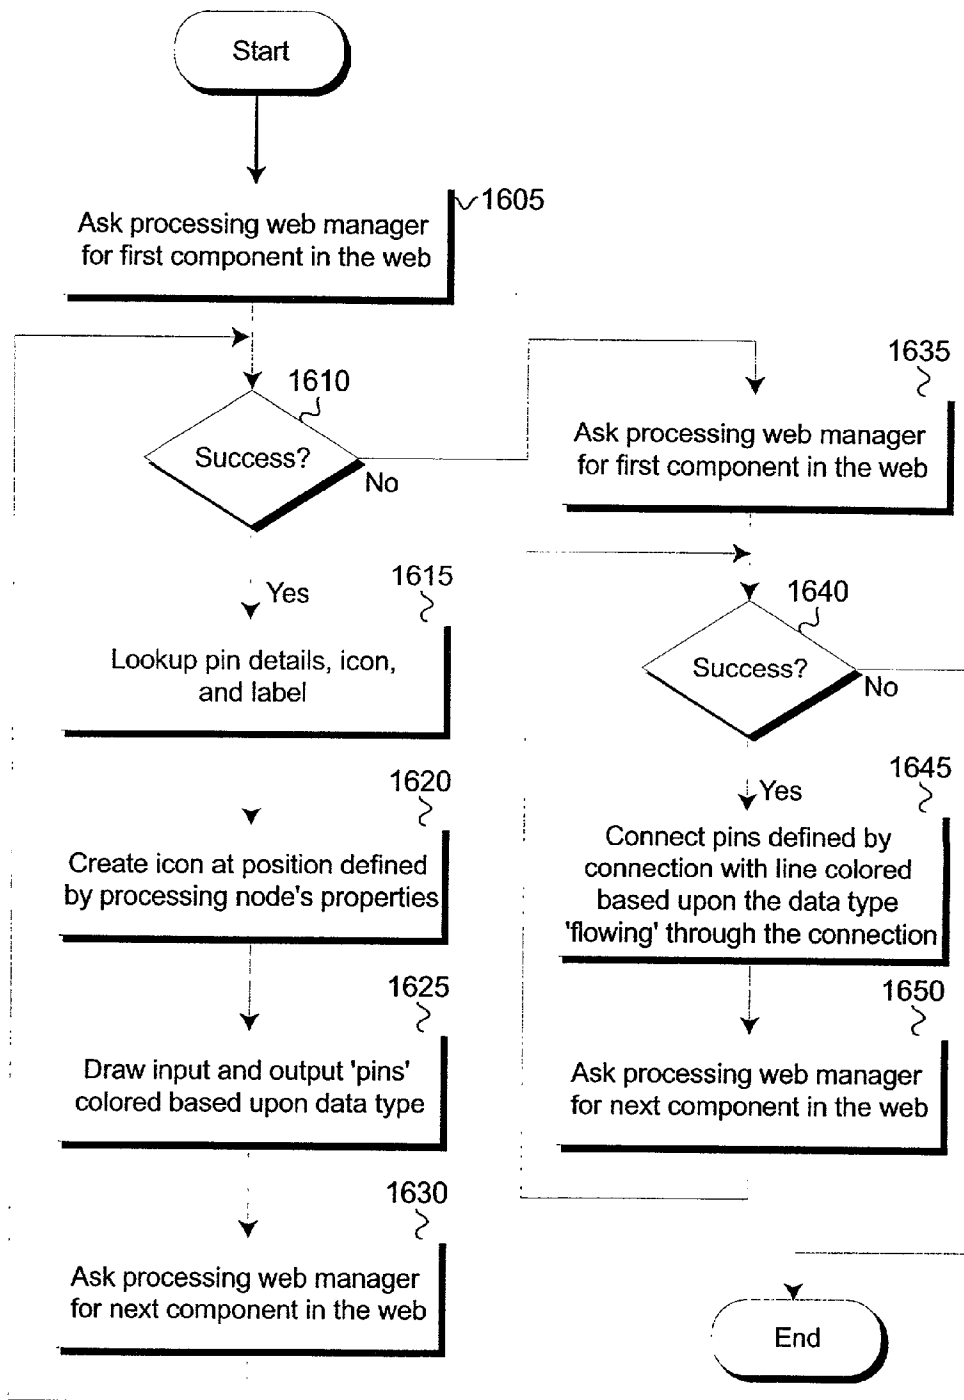 Start
1605
Ask processing web manager
for first component in the web
1610
Success?
No
Yes
1615
Lookup pin details, icon,
and label
1620
Create icon at position defined
by processing node's properties
1625
Draw input and output 'pins'
colored based upon data type
1630
Ask processing web manager
for next component in the web
1635
Ask processing web manager
for first component in the web
1640
Success?
No
Yes
1645
Connect pins defined by
connection with line colored
based upon the data type
'flowing' through the connection
1650
Ask processing web manager
for next component in the web
End